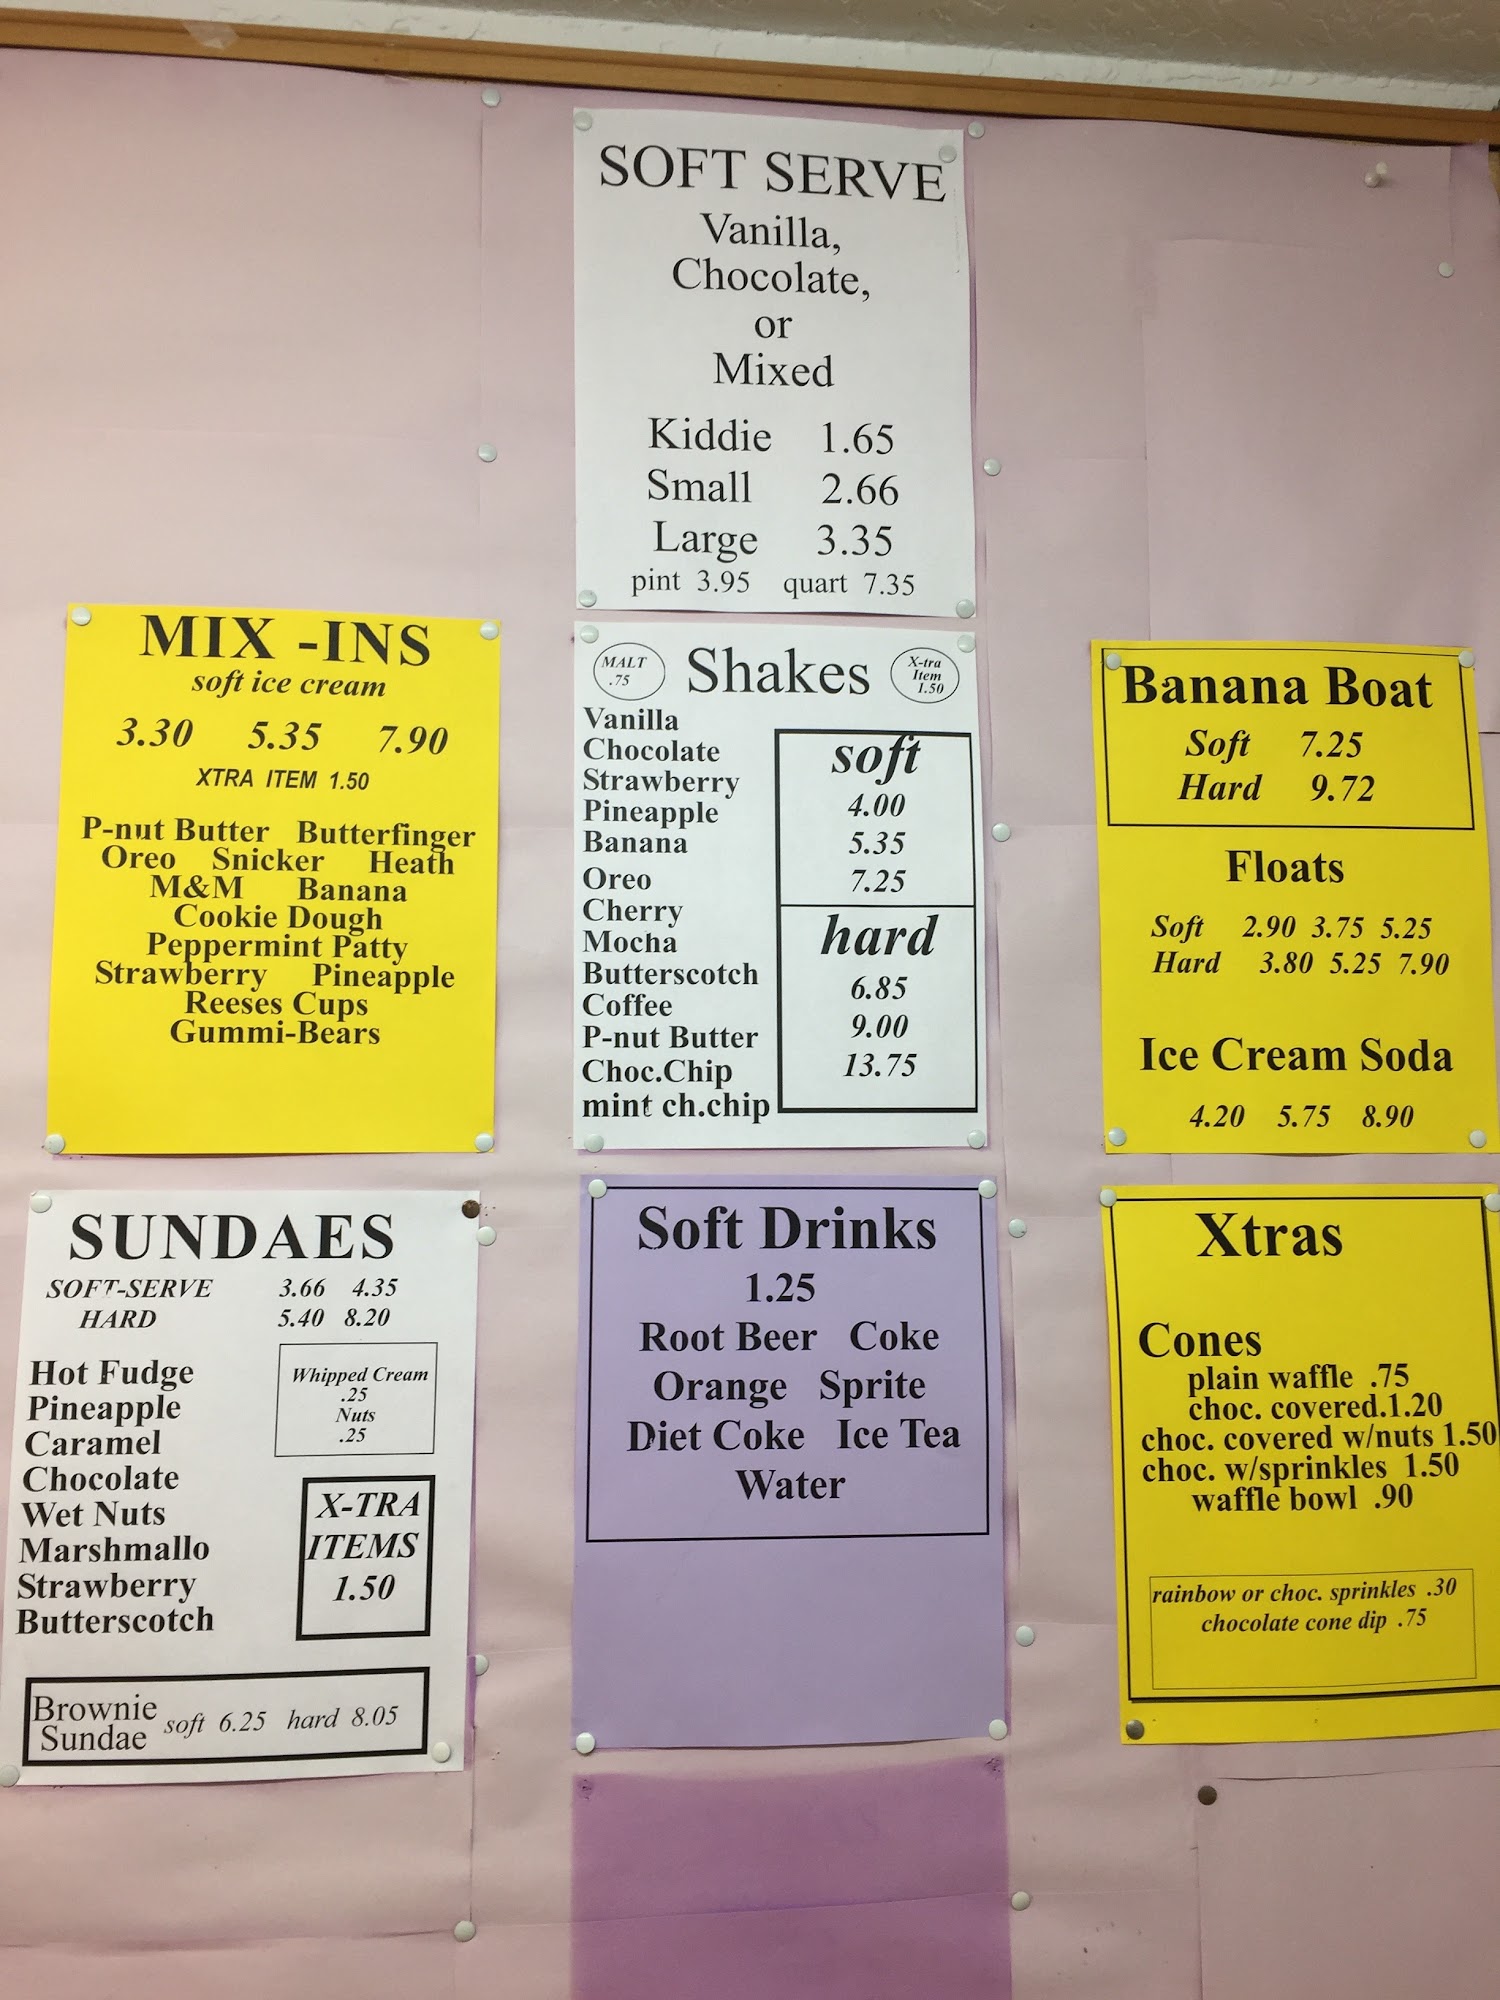 SOFT SERVE
Vanilla,
Chocolate,
or
Mixed
Kiddie 1.65
Small 2.66
Large 3.35
pint 3.95 quart 7.35
MIX -INS
soft ice cream
3.30 5.35 7.90
XTRA ITEM 1.50
P-nut Butter Butterfinger
Oreo Snicker Heath
M&M Banana
Cookie Dough
Peppermint Patty
Strawberry Pineapple
Reeses Cups
Gummi-Bears
MALT
.75
Shakes
X-tra
Item
1.50
Vanilla
Chocolate
Strawberry
Pineapple
Banana
Oreo
Cherry
Mocha
Butterscotch
Coffee
P-nut Butter
Choc.Chip
mint ch.chip
soft
4.00
5.35
7.25
hard
6.85
9.00
13.75
Banana Boat
Soft 7.25
Hard 9.72
Floats
Soft 2.90 3.75 5.25
Hard 3.80 5.25 7.90
Ice Cream Soda
4.20 5.75 8.90
SUNDAES
SOFT-SERVE 3.66 4.35
HARD 5.40 8.20
Hot Fudge
Pineapple
Caramel
Chocolate
Wet Nuts
Marshmallo
Strawberry
Butterscotch
Whipped Cream
.25
Nuts
.25
X-TRA
ITEMS
1.50
Brownie
Sundae
soft 6.25 hard 8.05
Soft Drinks
1.25
Root Beer Coke
Orange Sprite
Diet Coke Ice Tea
Water
Xtras
Cones
plain waffle .75
choc. covered.1.20
choc. covered w/nuts 1.50
choc. w/sprinkles 1.50
waffle bowl .90
rainbow or choc. sprinkles .30
chocolate cone dip .75